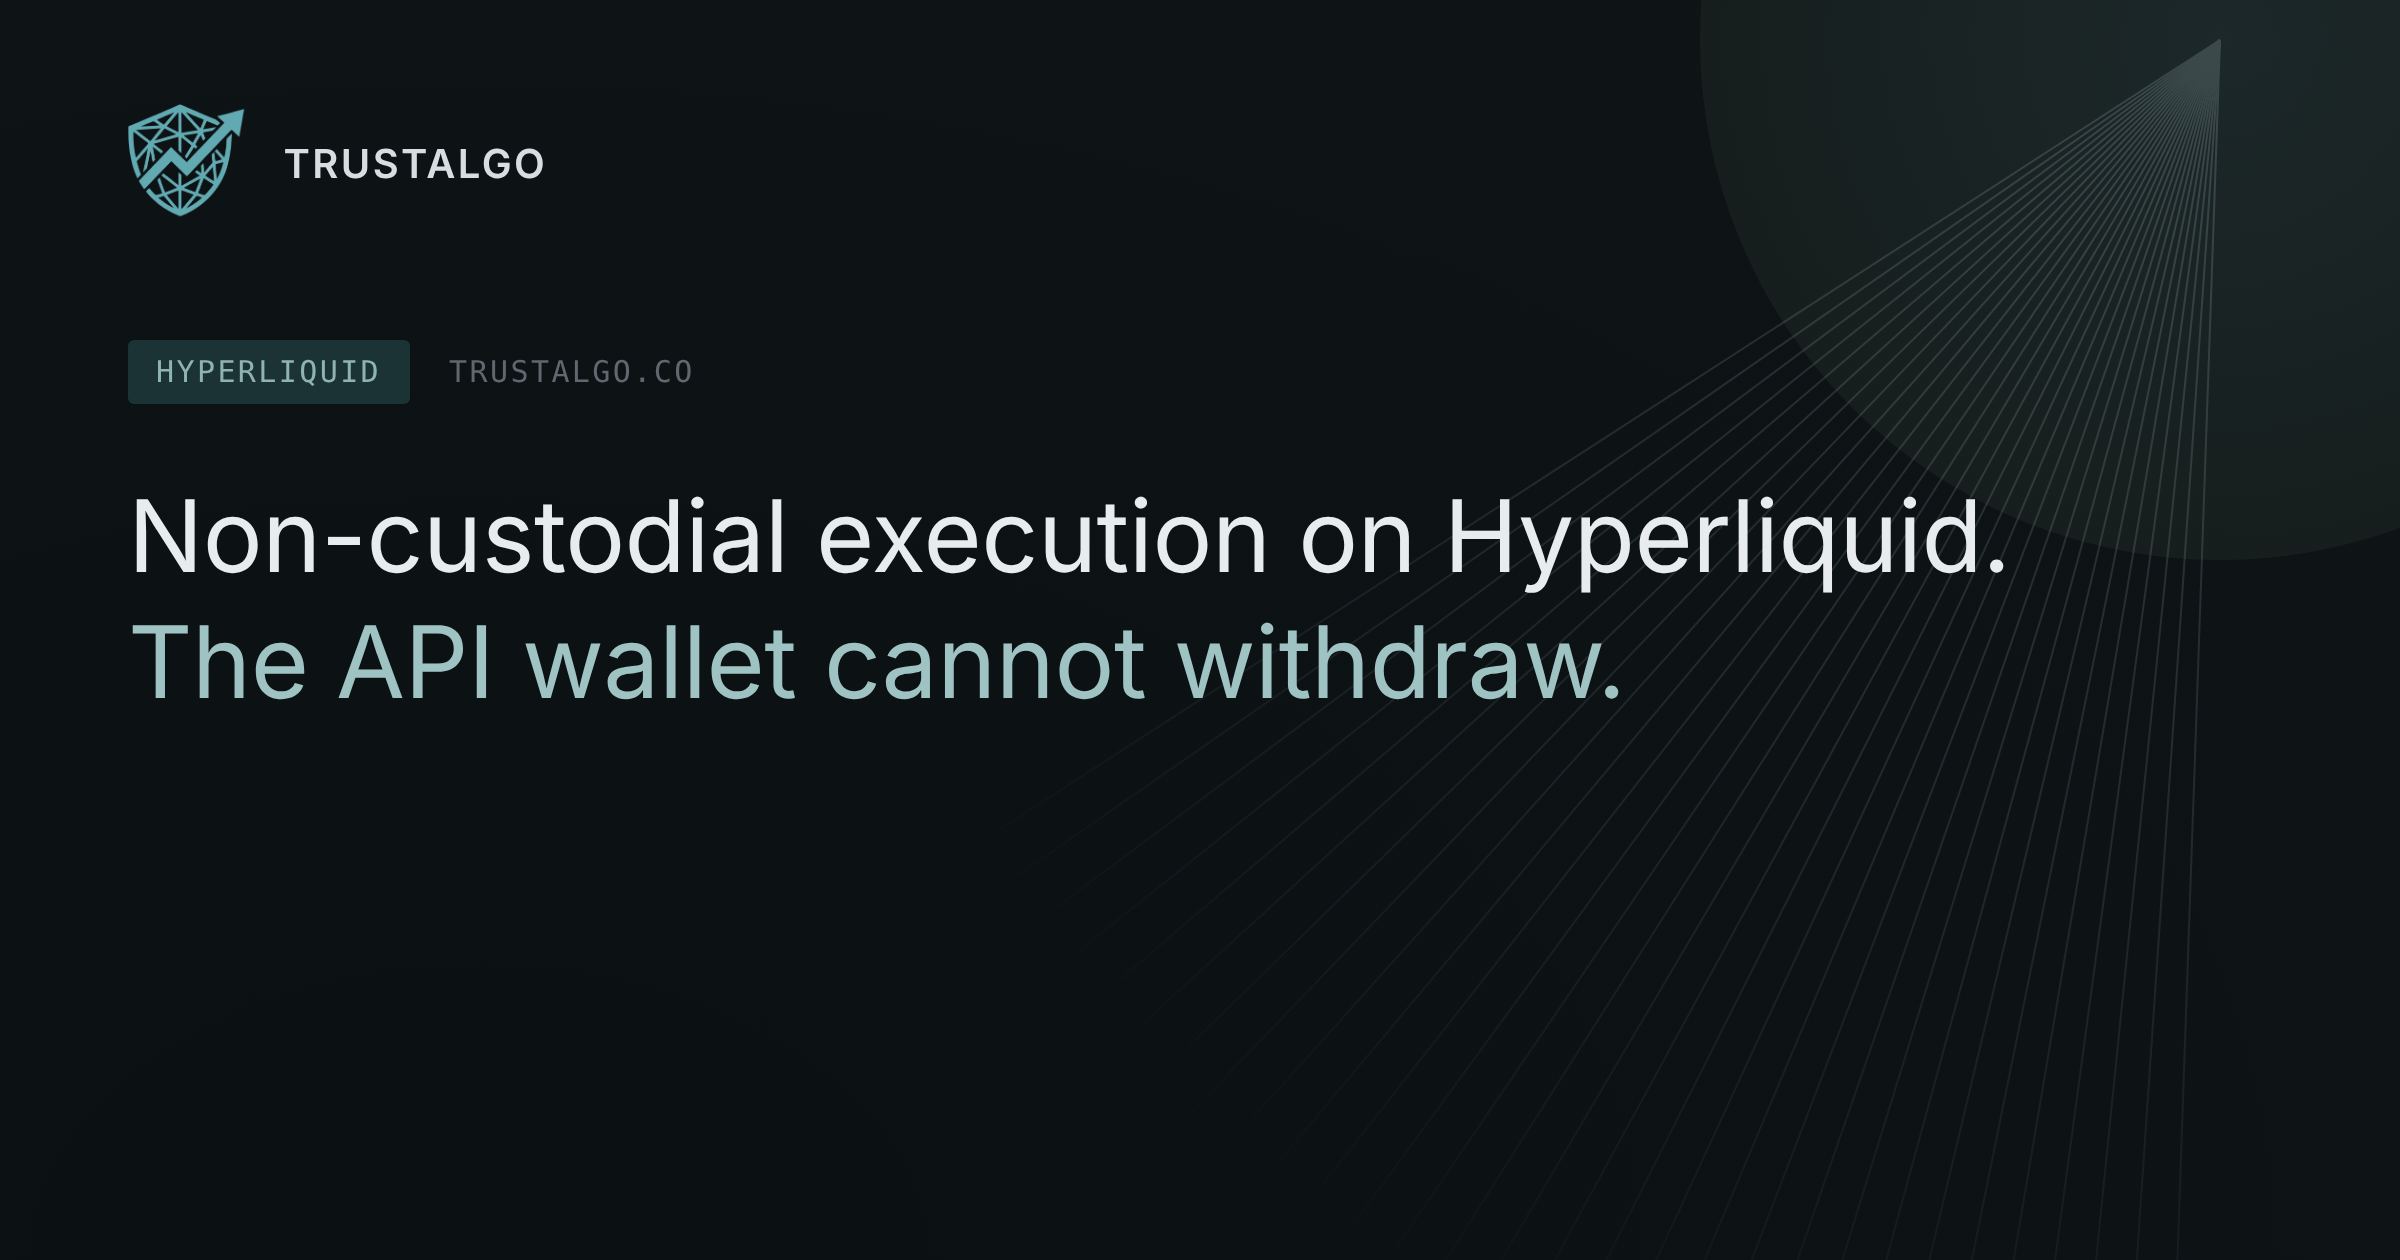 TRUSTALGO
HYPERLIQUID TRUSTALGO.CO
Non-custodial execution on Hyperliquid.
The API wallet cannot withdraw.